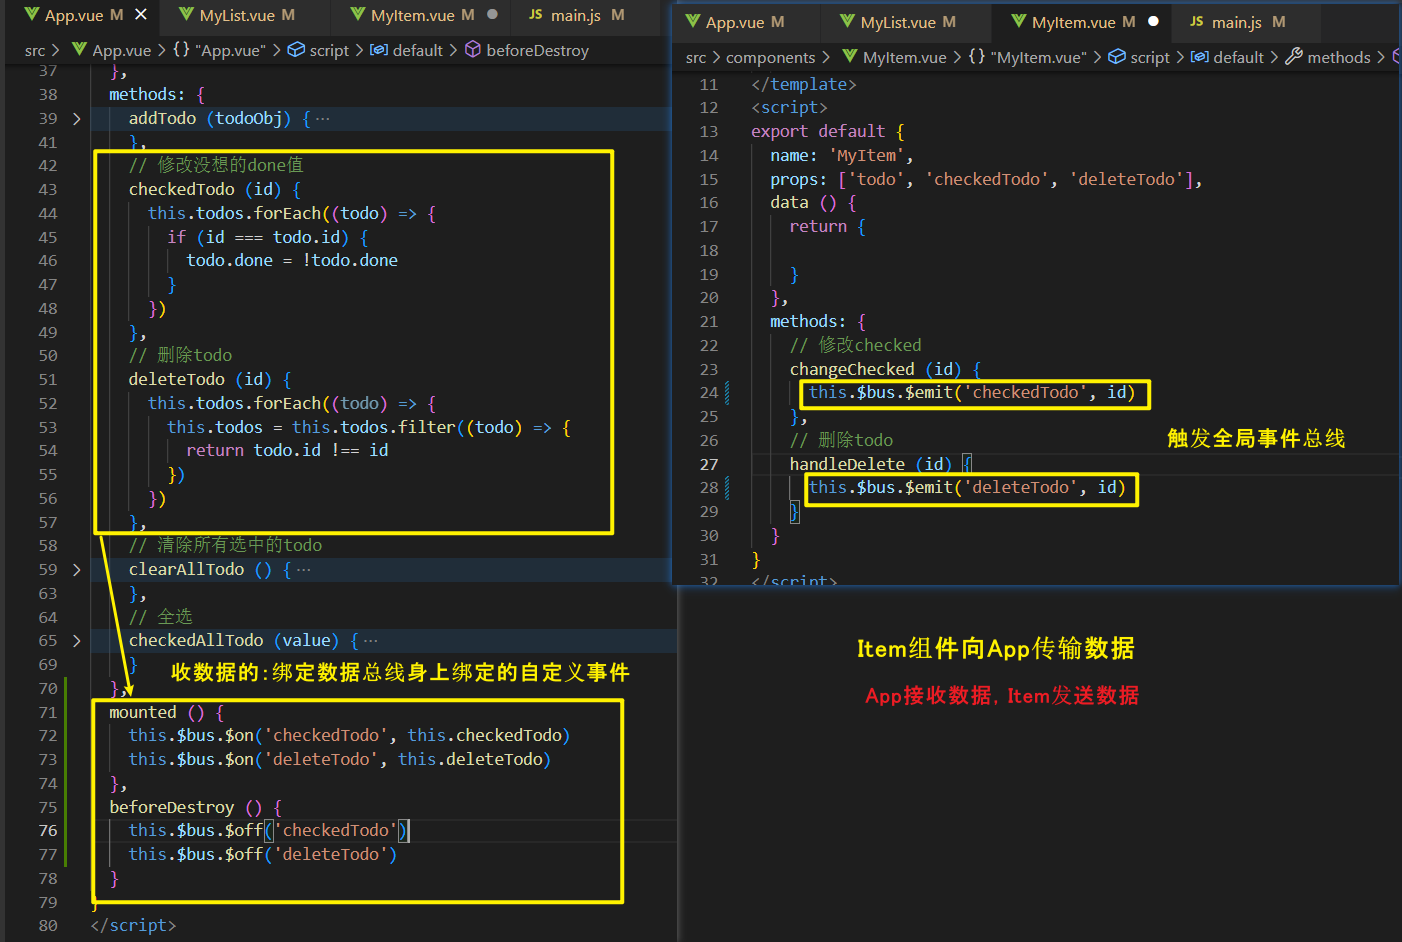 App.vue M
MyList.vue M
MyItem.vue M
JS main.js M
src > App.vue > {} "App.vue" > script > default > beforeDestroy
37 },
38 methods: {
39 addTodo (todoObj) { ···
41 },
42 // 修改没想的done值
43 checkedTodo (id) {
44 this.todos.forEach((todo) => {
45 if (id === todo.id) {
46 todo.done = !todo.done
47 }
48 })
49 },
50 // 删除todo
51 deleteTodo (id) {
52 this.todos.forEach((todo) => {
53 this.todos = this.todos.filter((todo) => {
54 return todo.id !== id
55 })
56 })
57 },
58 // 清除所有选中的todo
59 clearAllTodo () { ···
63 },
64 // 全选
65 checkedAllTodo (value) { ···
69 }
收数据的:绑定数据总线身上绑定的自定义事件
70 },
71 mounted () {
72 this.$bus.$on('checkedTodo', this.checkedTodo)
73 this.$bus.$on('deleteTodo', this.deleteTodo)
74 },
75 beforeDestroy () {
76 this.$bus.$off('checkedTodo')
77 this.$bus.$off('deleteTodo')
78 }
79 }
80 </script>
App.vue M
MyList.vue M
MyItem.vue M
JS main.js M
src > components > MyItem.vue > {} "MyItem.vue" > script > default > methods >
11 </template>
12 <script>
13 export default {
14 name: 'MyItem',
15 props: ['todo', 'checkedTodo', 'deleteTodo'],
16 data () {
17 return {
18
19 }
20 },
21 methods: {
22 // 修改checked
23 changeChecked (id) {
24 this.$bus.$emit('checkedTodo', id)
25 },
26 // 删除todo
触发全局事件总线
27 handleDelete (id) {
28 this.$bus.$emit('deleteTodo', id)
29 }
30 }
31 }
32 </script>
Item组件向App传输数据
App接收数据, Item发送数据